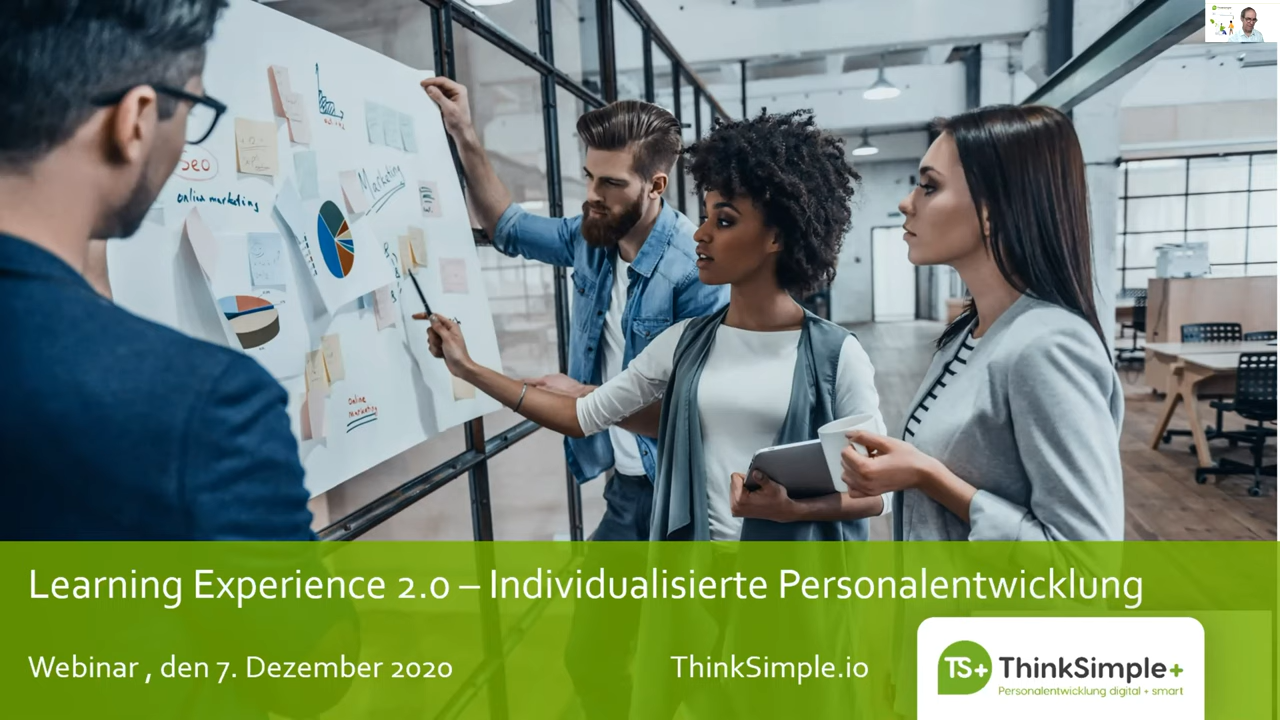 SEO
online marketing
Marketing
Online
marketing
Learning Experience 2.0 – Individualisierte Personalentwicklung
Webinar , den 7. Dezember 2020
ThinkSimple.io
TS+ ThinkSimple+
Personalentwicklung digital + smart